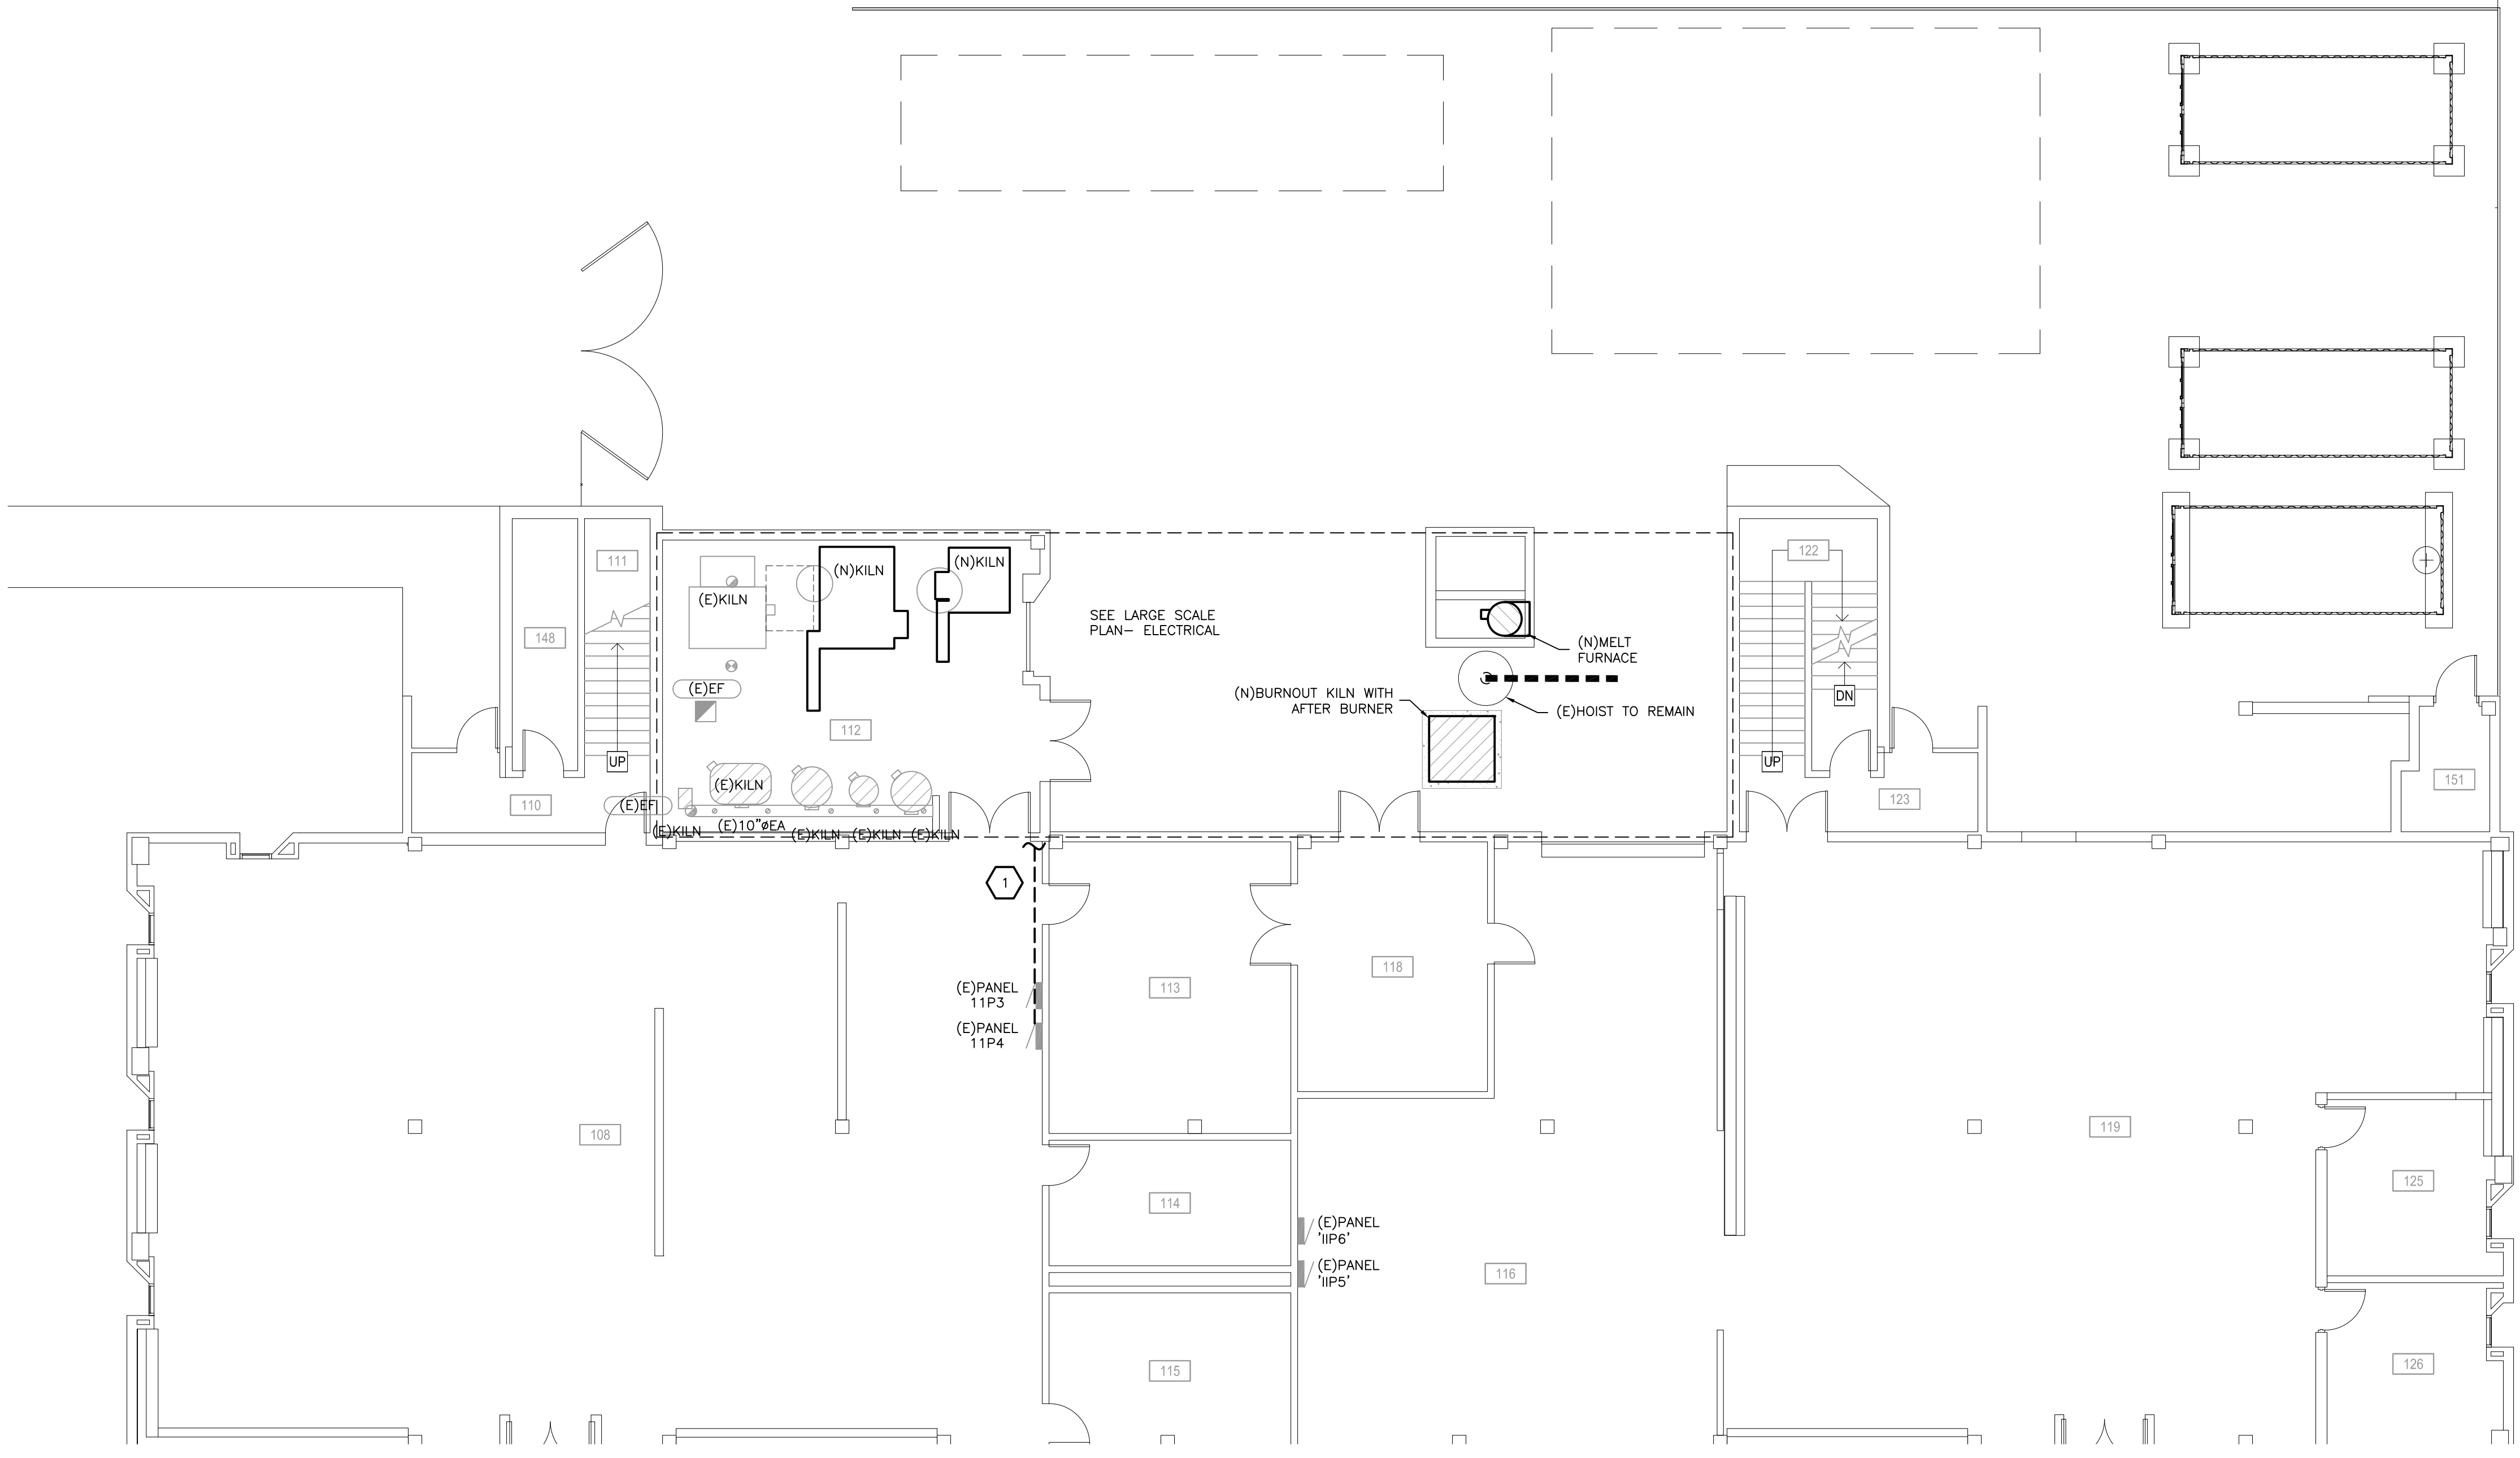 (N)KILN
(N)KILN
111
122
(E)KILN
SEE LARGE SCALE
PLAN– ELECTRICAL
148
(N)MELT
FURNACE
(E)EF
(N)BURNOUT KILN WITH
AFTER BURNER
DN
(E)HOIST TO REMAIN
112
UP
UP
151
(E)KILN
110
(E)EF
123
(E)10"øEA
(E)KILN
(E)KILN
(E)KILN
(E)KILN
1
(E)PANEL
11P3
113
118
(E)PANEL
11P4
108
119
114
125
(E)PANEL
'IIP6'
(E)PANEL
'IIP5'
116
115
126